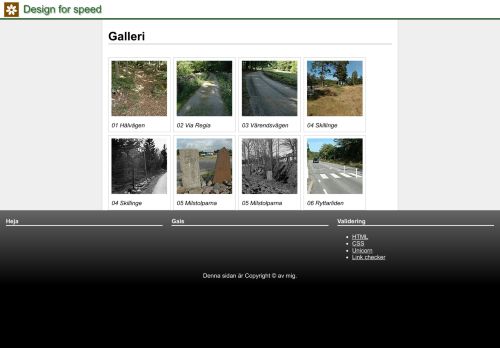 Design for speed
Galleri
01 Hälvägen
02 Via Regia
03 Värendsvägen
04 Skillinge
04 Skillinge
05 Milstolparna
05 Milstolparna
06 Ryttarliden
Heja
Gais
Validering
HTML
CSS
Unicorn
Link checker
Denna sidan är Copyright © av mig.